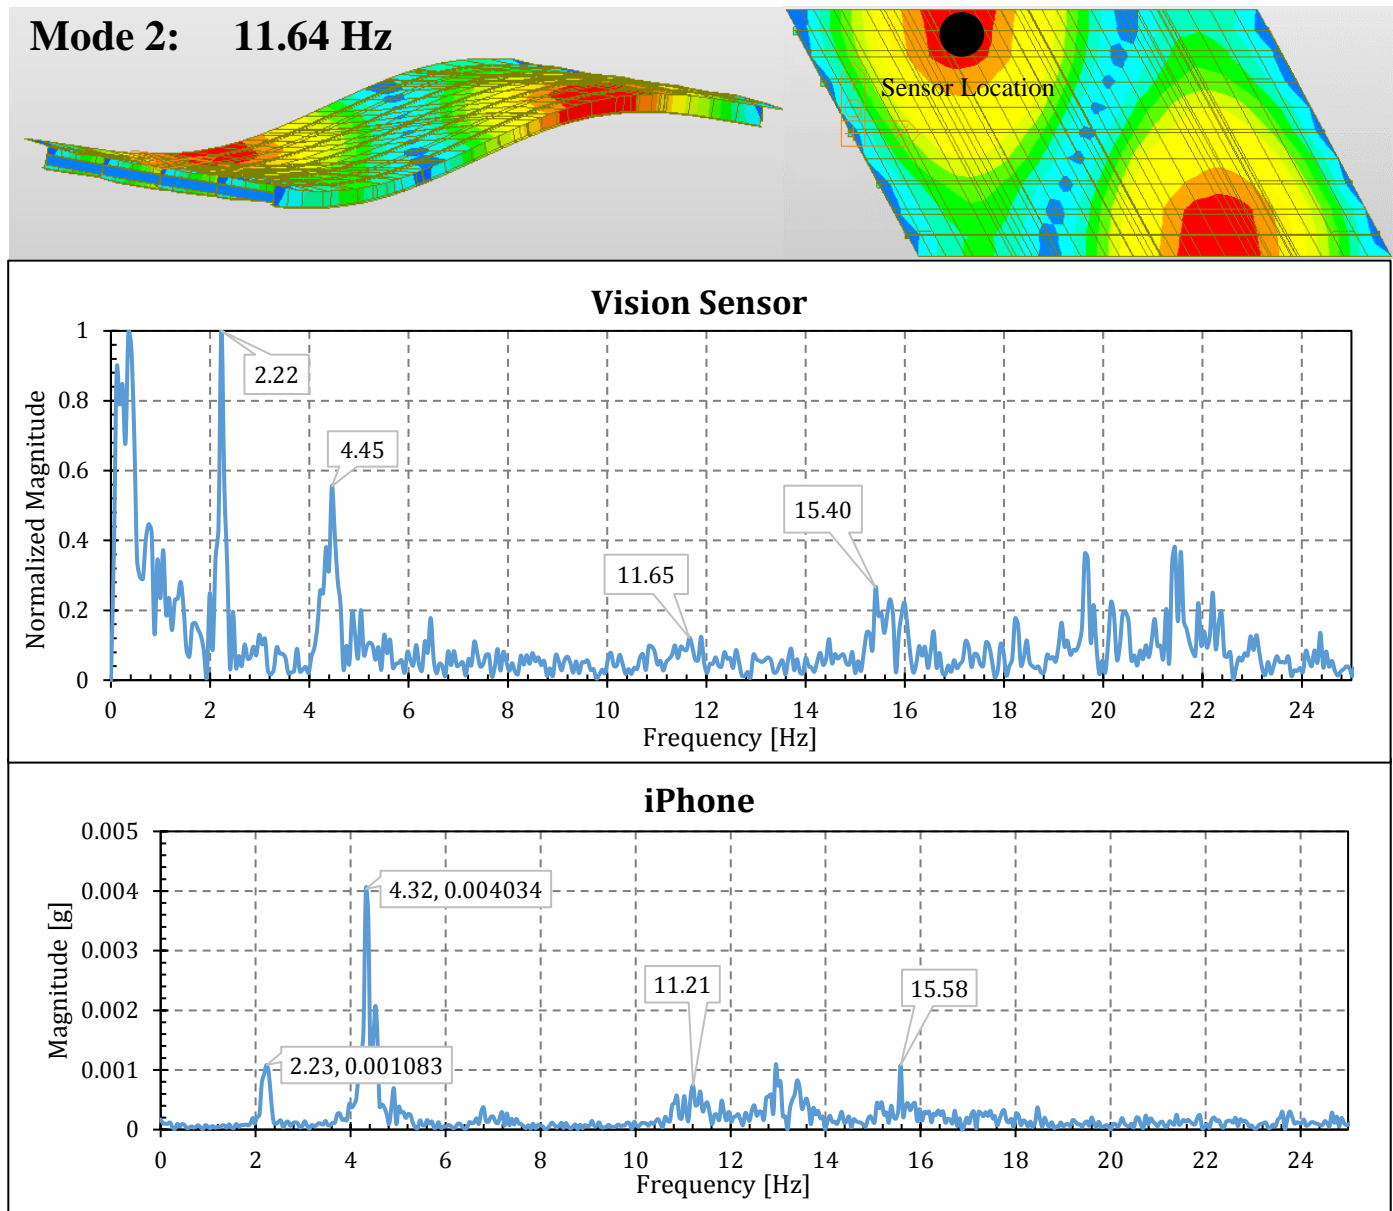 Mode 2: 11.64 Hz
Sensor Location
Vision Sensor
Normalized Magnitude
1
0.8
0.6
0.4
0.2
0
2.22
4.45
11.65
15.40
0 2 4 6 8 10 12 14 16 18 20 22 24
Frequency [Hz]
iPhone
Magnitude [g]
0.005
0.004
0.003
0.002
0.001
0
4.32, 0.004034
2.23, 0.001083
11.21
15.58
0 2 4 6 8 10 12 14 16 18 20 22 24
Frequency [Hz]